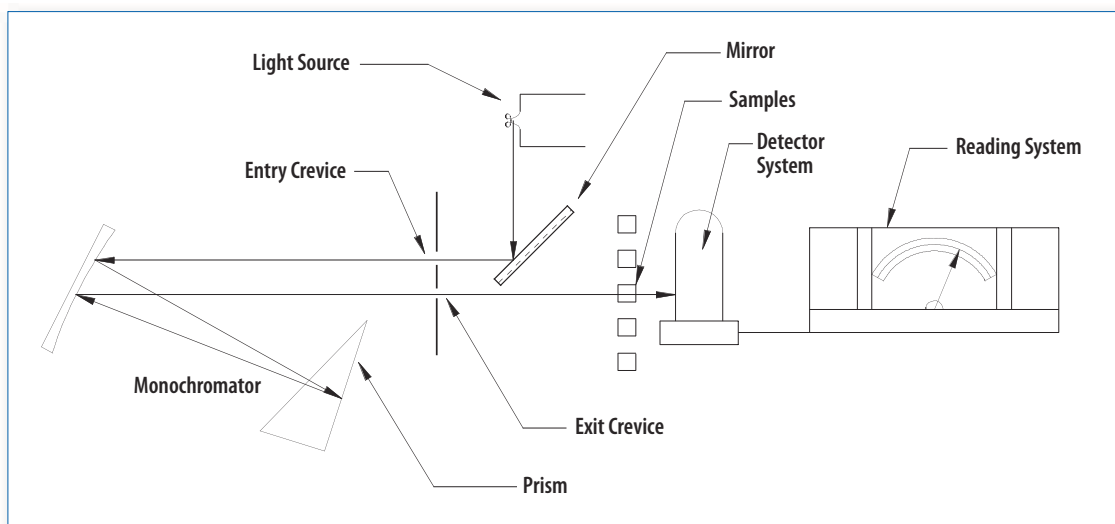 Light Source
Mirror
Samples
Detector
System
Reading System
Entry Crevice
Monochromator
Exit Crevice
Prism